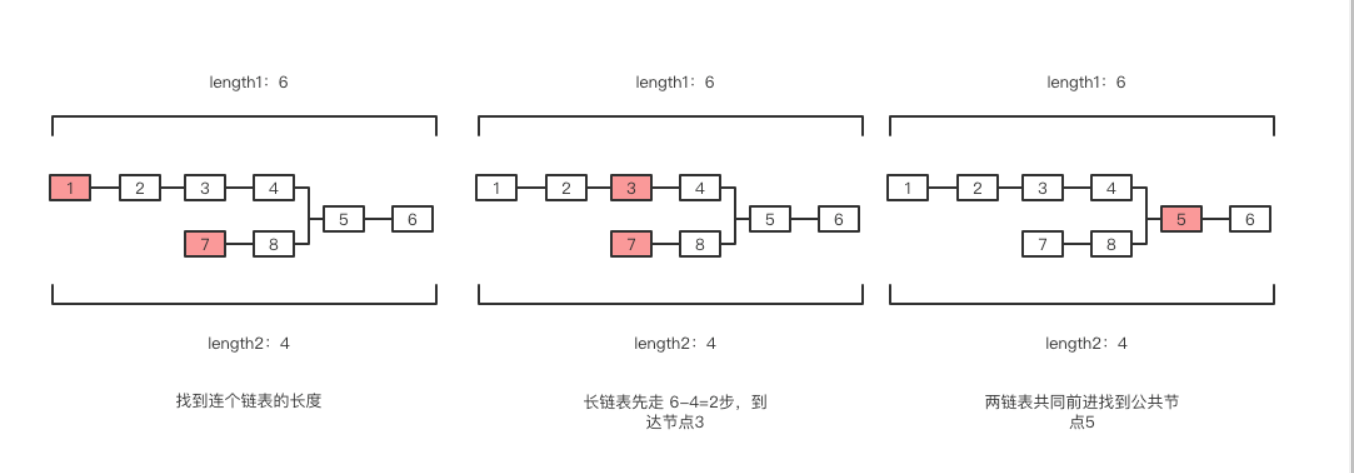 length1：6
length1：6
length1：6
1 2 3 4
5 6
7 8
1 2 3 4
5 6
7 8
1 2 3 4
5 6
7 8
length2：4
length2：4
length2：4
找到连个链表的长度
长链表先走 6-4=2步，到
达节点3
两链表共同前进找到公共节
点5